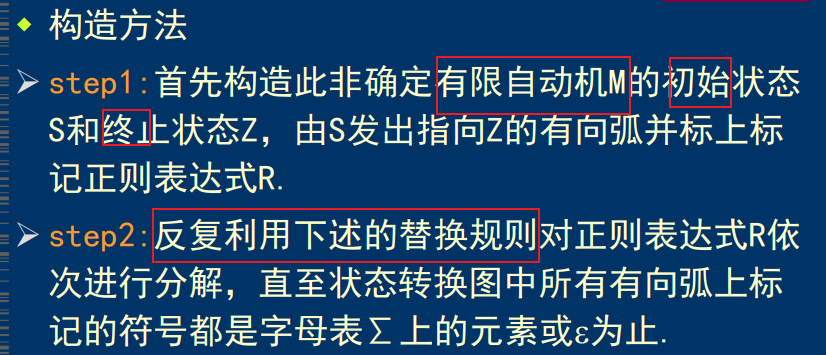 构造方法
step1:首先构造此非确定有限自动机M的初始状态
S和终止状态Z，由S发出指向Z的有向弧并标上标
记正则表达式R.
step2:反复利用下述的替换规则对正则表达式R依
次进行分解，直至状态转换图中所有有向弧上标
记的符号都是字母表∑上的元素或ε为止.